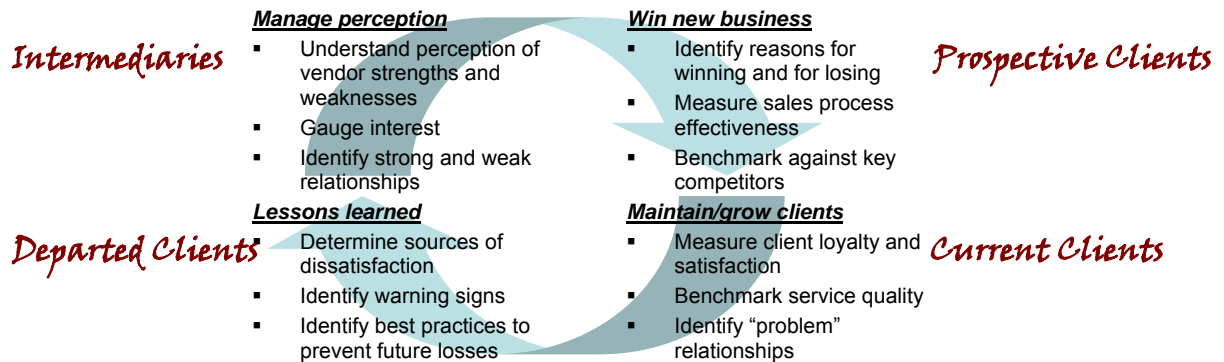 Intermediaries
Manage perception
▪ Understand perception of
vendor strengths and
weaknesses
▪ Gauge interest
▪ Identify strong and weak
relationships
Win new business
▪ Identify reasons for
winning and for losing
▪ Measure sales process
effectiveness
▪ Benchmark against key
competitors
Prospective Clients
Departed Clients
Lessons learned
▪ Determine sources of
dissatisfaction
▪ Identify warning signs
▪ Identify best practices to
prevent future losses
Maintain/grow clients
▪ Measure client loyalty and
satisfaction
▪ Benchmark service quality
▪ Identify “problem”
relationships
Current Clients